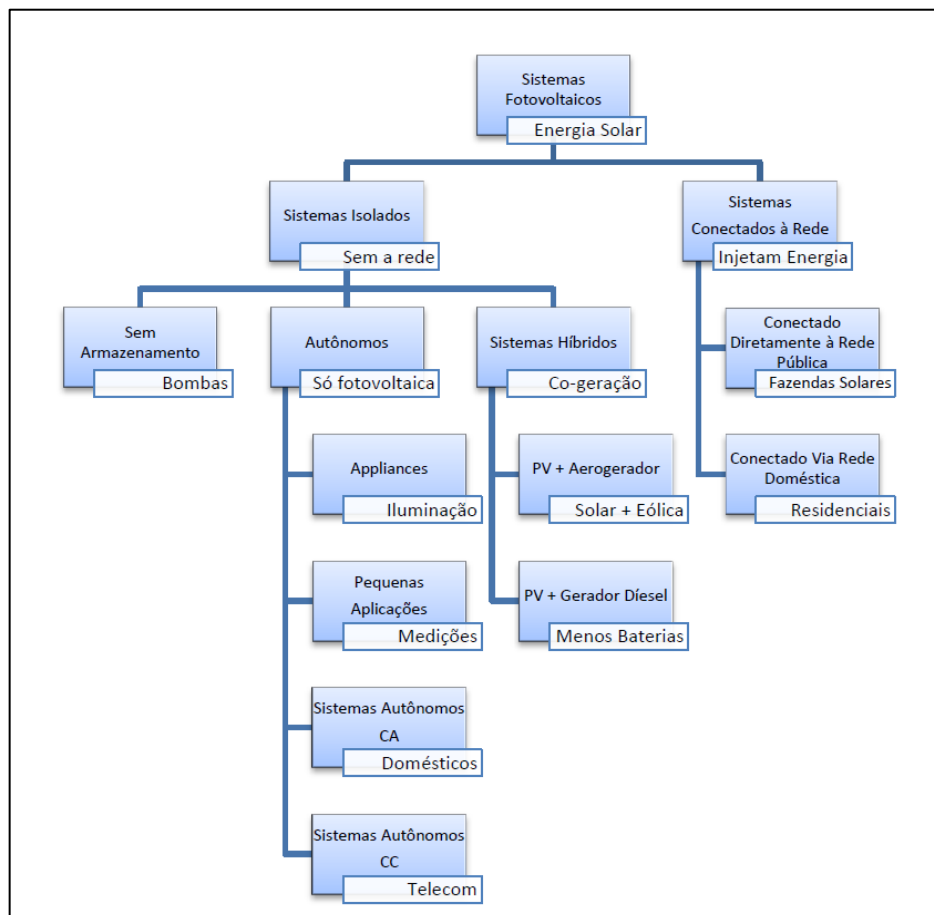 Sistemas
Fotovoltaicos
Energia Solar
Sistemas Isolados
Sem a rede
Sistemas
Conectados à Rede
Injetam Energia
Sem
Armazenamento
Bombas
Autônomos
Só fotovoltaica
Sistemas Híbridos
Co-geração
Conectado
Diretamente à Rede
Pública
Fazendas Solares
Appliances
Iluminação
PV + Aerogerador
Solar + Eólica
Conectado Via Rede
Doméstica
Residenciais
Pequenas
Aplicações
Medições
PV + Gerador Díesel
Menos Baterias
Sistemas Autônomos
CA
Domésticos
Sistemas Autônomos
CC
Telecom